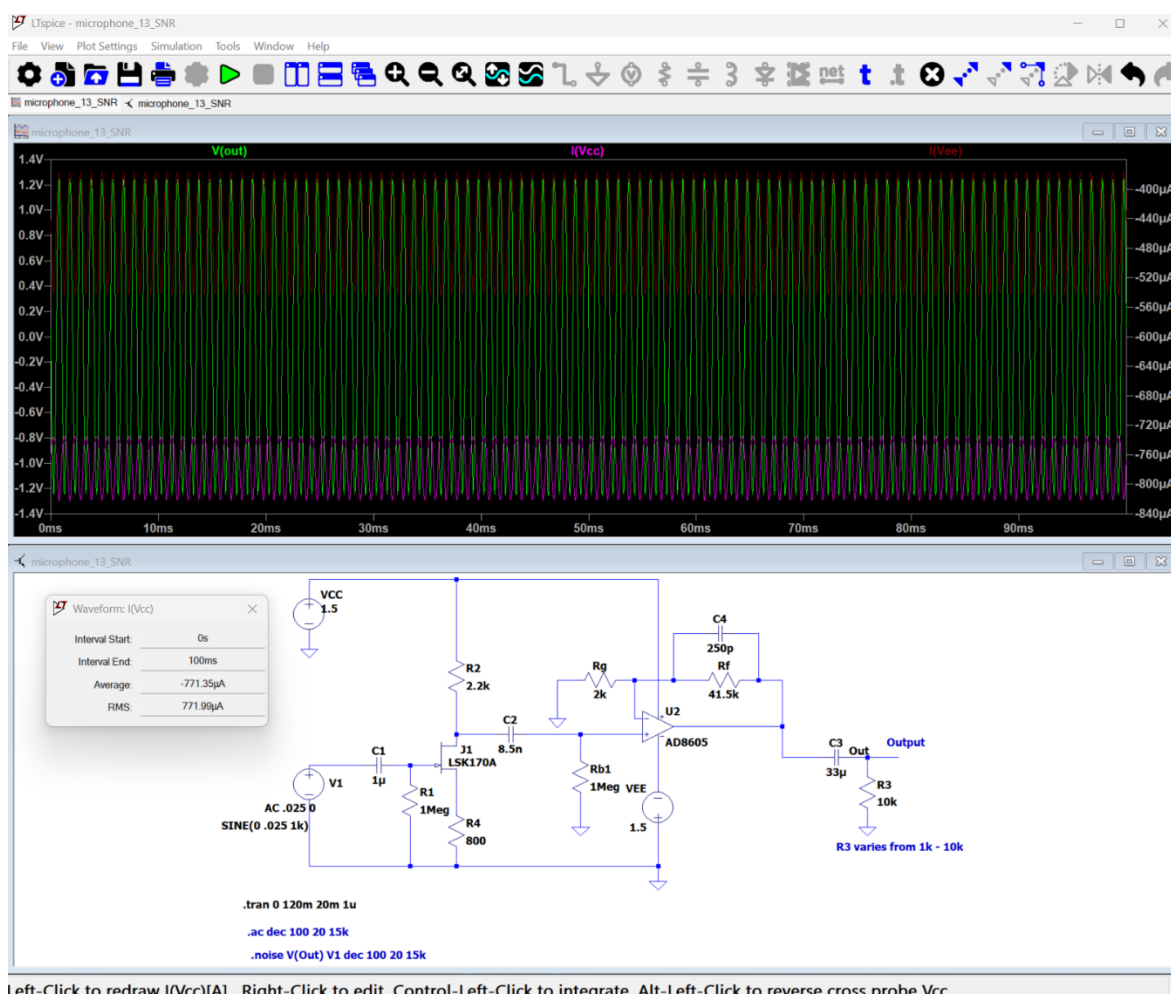 LTspice - microphone_13_SNR
File View Plot Settings Simulation Tools Window Help
microphone_13_SNR microphone_13_SNR
microphone_13_SNR
V(out) I(Vcc) I(Vee)
1.4V
1.2V
1.0V
0.8V
0.6V
0.4V
0.2V
0.0V
-0.2V
-0.4V
-0.6V
-0.8V
-1.0V
-1.2V
-1.4V
-400µA
-440µA
-480µA
-520µA
-560µA
-600µA
-640µA
-680µA
-720µA
-760µA
-800µA
-840µA
0ms 10ms 20ms 30ms 40ms 50ms 60ms 70ms 80ms 90ms
microphone_13_SNR
Waveform: I(Vcc)
Interval Start: 0s
Interval End: 100ms
Average: -771.35µA
RMS: 771.99µA
VCC
1.5
R2
2.2k
C1
1µ
V1
AC .025 0
SINE(0 .025 1k)
R1
1Meg
J1
LSK170A
R4
800
C2
8.5n
Rb1
1Meg
Rg
2k
C4
250p
Rf
41.5k
U2
AD8605
VEE
1.5
C3
33µ
Out
Output
R3
10k
R3 varies from 1k - 10k
.tran 0 120m 20m 1u
.ac dec 100 20 15k
.noise V(Out) V1 dec 100 20 15k
Left-Click to redraw I(Vcc)[A]. Right-Click to edit. Control-Left-Click to integrate. Alt-Left-Click to reverse cross probe Vcc